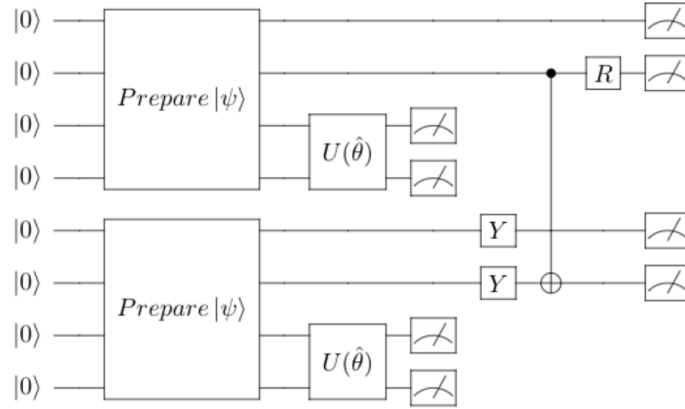 |0⟩
|0⟩
Prepare |ψ⟩
|0⟩
|0⟩
R
U(θ̂)
|0⟩
|0⟩
Prepare |ψ⟩
|0⟩
|0⟩
Y
Y
U(θ̂)